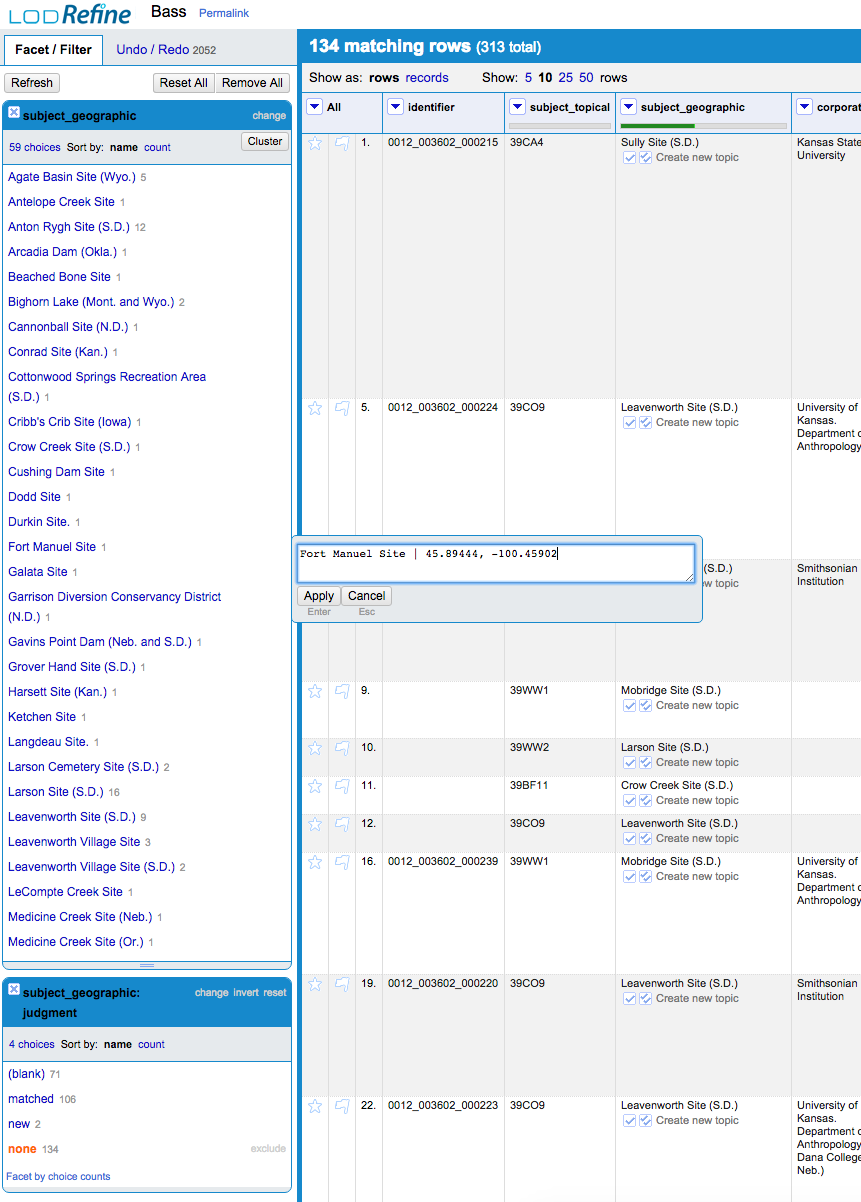 LODRefine Bass Permalink
Facet / Filter Undo / Redo 2052
Refresh Reset All Remove All
subject_geographic change
59 choices Sort by: name count Cluster
Agate Basin Site (Wyo.) 5
Antelope Creek Site 1
Anton Rygh Site (S.D.) 12
Arcadia Dam (Okla.) 1
Beached Bone Site 1
Bighorn Lake (Mont. and Wyo.) 2
Cannonball Site (N.D.) 1
Conrad Site (Kan.) 1
Cottonwood Springs Recreation Area
(S.D.) 1
Cribb's Crib Site (Iowa) 1
Crow Creek Site (S.D.) 1
Cushing Dam Site 1
Dodd Site 1
Durkin Site. 1
Fort Manuel Site 1
Galata Site 1
Garrison Diversion Conservancy District
(N.D.) 1
Gavins Point Dam (Neb. and S.D.) 1
Grover Hand Site (S.D.) 1
Harsett Site (Kan.) 1
Ketchen Site 1
Langdeau Site. 1
Larson Cemetery Site (S.D.) 2
Larson Site (S.D.) 16
Leavenworth Site (S.D.) 9
Leavenworth Village Site 3
Leavenworth Village Site (S.D.) 2
LeCompte Creek Site 1
Medicine Creek Site (Neb.) 1
Medicine Creek Site (Or.) 1
subject_geographic: change invert reset
judgment
4 choices Sort by: name count
(blank) 71
matched 106
new 2
none 134 exclude
Facet by choice counts
134 matching rows (313 total)
Show as: rows records Show: 5 10 25 50 rows
All identifier subject_topical subject_geographic corporat
1. 0012_003602_000215 39CA4 Sully Site (S.D.) Kansas State
Create new topic University
5. 0012_003602_000224 39CO9 Leavenworth Site (S.D.) University of
Create new topic Kansas.
Department o
Anthropology
Fort Manuel Site | 45.89444, -100.45902
Apply Cancel
Enter Esc
(S.D.) Smithsonian
ew topic Institution
9. 39WW1 Mobridge Site (S.D.)
Create new topic
10. 39WW2 Larson Site (S.D.)
Create new topic
11. 39BF11 Crow Creek Site (S.D.)
Create new topic
12. 39CO9 Leavenworth Site (S.D.)
Create new topic
16. 0012_003602_000239 39WW1 Mobridge Site (S.D.) University of
Create new topic Kansas.
Department o
Anthropology
19. 0012_003602_000220 39CO9 Leavenworth Site (S.D.) Smithsonian
Create new topic Institution
22. 0012_003602_000223 39CO9 Leavenworth Site (S.D.) University of
Create new topic Kansas.
Department o
Anthropology
Dana College
Neb.)